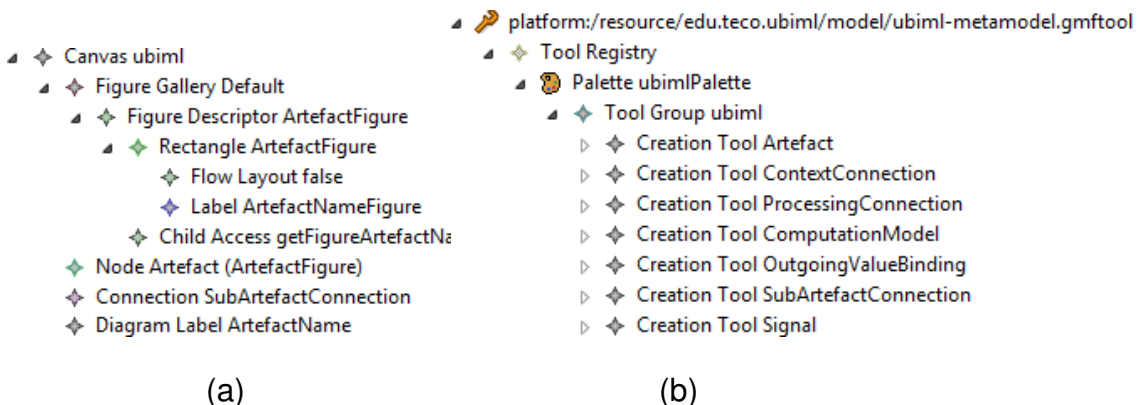 Canvas ubiml
Figure Gallery Default
Figure Descriptor ArtefactFigure
Rectangle ArtefactFigure
Flow Layout false
Label ArtefactNameFigure
Child Access getFigureArtefactNa
Node Artefact (ArtefactFigure)
Connection SubArtefactConnection
Diagram Label ArtefactName
(a)
platform:/resource/edu.teco.ubiml/model/ubiml-metamodel.gmftool
Tool Registry
Palette ubimlPalette
Tool Group ubiml
Creation Tool Artefact
Creation Tool ContextConnection
Creation Tool ProcessingConnection
Creation Tool ComputationModel
Creation Tool OutgoingValueBinding
Creation Tool SubArtefactConnection
Creation Tool Signal
(b)